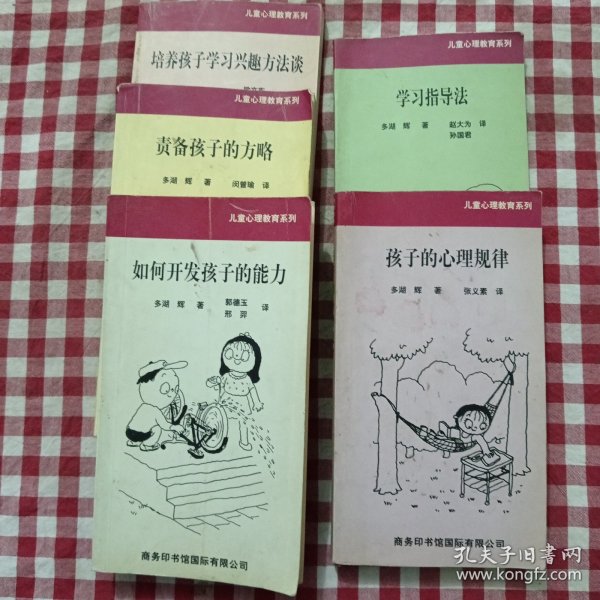 儿童心理教育系列
培养孩子学习兴趣方法谈
儿童心理教育系列
责备孩子的方略
多湖 辉 著 闵曾瑜 译
儿童心理教育系列
如何开发孩子的能力
多湖 辉 著 郭德玉 译
邢羿
商务印书馆国际有限公司
儿童心理教育系列
学习指导法
多湖 辉 著 赵大为 译
孙国君
儿童心理教育系列
孩子的心理规律
多湖 辉 著 张义素 译
商务印书馆国际有限公司
孔夫子旧书网
www.kongfz.com